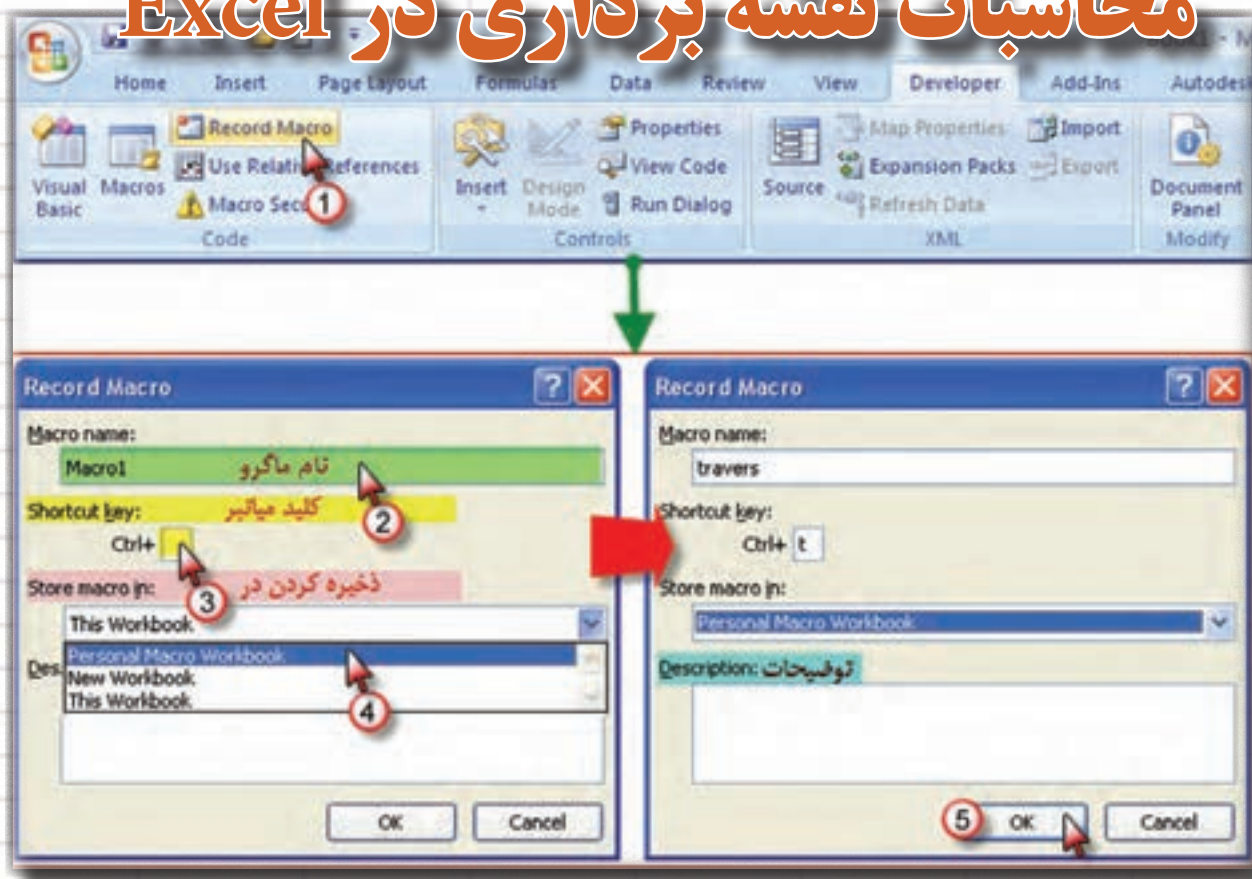 محاسبات نقشه برداری در Excel
Home Insert Page Layout Formulas Data Review View Developer Add-Ins
Visual Basic
Macros
Record Macro
Use Relative References
Macro
1
Code
Insert
Design Mode
Properties
View Code
Run Dialog
Controls
Source
Map Properties
Expansion Packs
Refresh Data
Import
Export
XML
Document Panel
Modify
Record Macro
Macro name:
Macro1 نام ماگرو
2
Shortcut key: کلید میانبر
Ctrl+
3
Store macro in: ذخیره کردن در
This Workbook
Des
Personal Macro Workbook
New Workbook
This Workbook
4
OK Cancel
Record Macro
Macro name:
travers
Shortcut key:
Ctrl+ t
Store macro in:
Personal Macro Workbook
Description: توضیحات
5 OK Cancel